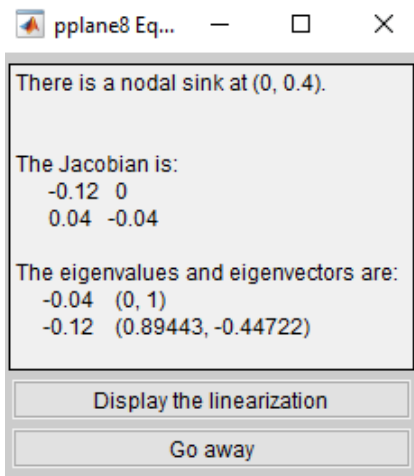 pplane8 Eq...
There is a nodal sink at (0, 0.4).
The Jacobian is:
-0.12 0
0.04 -0.04
The eigenvalues and eigenvectors are:
-0.04 (0, 1)
-0.12 (0.89443, -0.44722)
Display the linearization
Go away